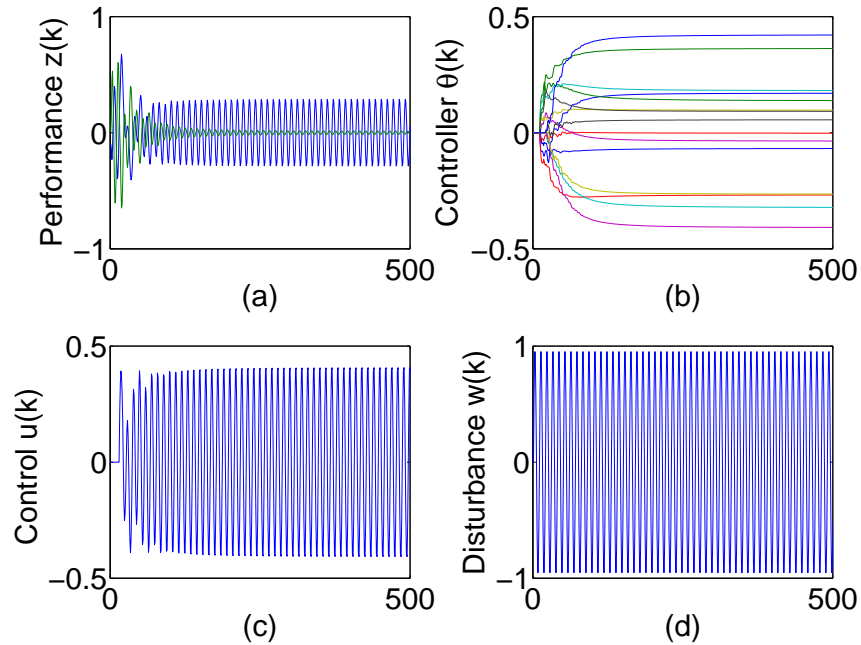 1
0
−1
Performance z(k)
0
500
(a)
0.5
0
−0.5
Controller θ(k)
0
500
(b)
0.5
0
−0.5
Control u(k)
0
500
(c)
1
0
−1
Disturbance w(k)
0
500
(d)